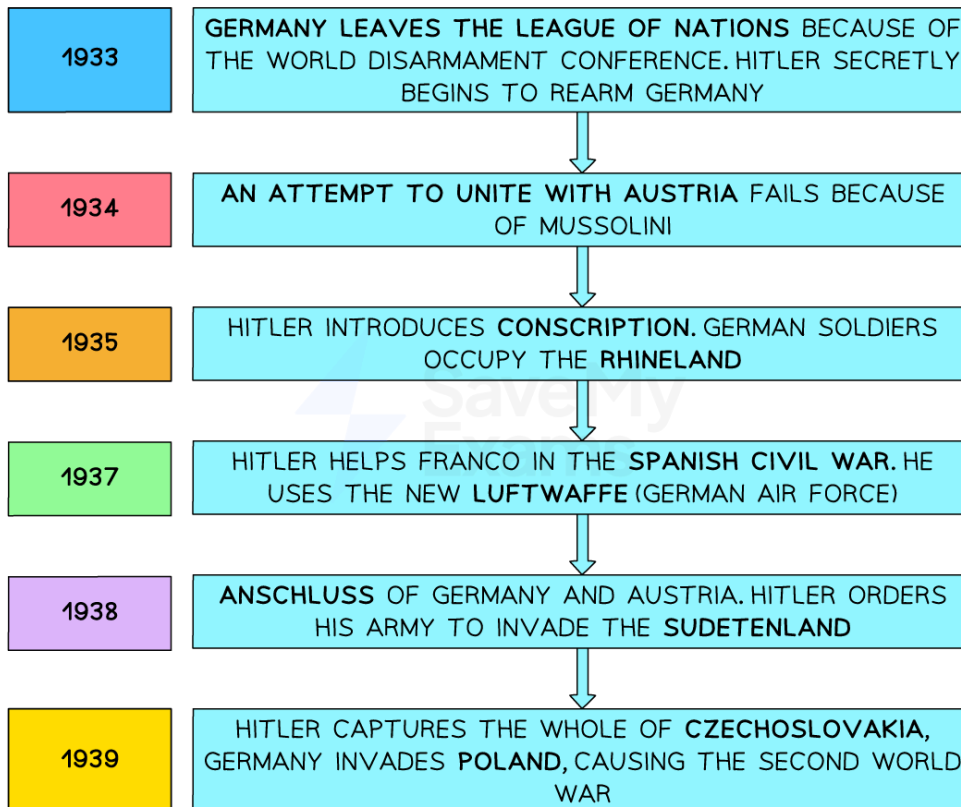 1933
GERMANY LEAVES THE LEAGUE OF NATIONS BECAUSE OF
THE WORLD DISARMAMENT CONFERENCE. HITLER SECRETLY
BEGINS TO REARM GERMANY
1934
AN ATTEMPT TO UNITE WITH AUSTRIA FAILS BECAUSE
OF MUSSOLINI
1935
HITLER INTRODUCES CONSCRIPTION. GERMAN SOLDIERS
OCCUPY THE RHINELAND
SaveMy
Exams
1937
HITLER HELPS FRANCO IN THE SPANISH CIVIL WAR. HE
USES THE NEW LUFTWAFFE (GERMAN AIR FORCE)
1938
ANSCHLUSS OF GERMANY AND AUSTRIA. HITLER ORDERS
HIS ARMY TO INVADE THE SUDETENLAND
1939
HITLER CAPTURES THE WHOLE OF CZECHOSLOVAKIA,
GERMANY INVADES POLAND, CAUSING THE SECOND WORLD
WAR